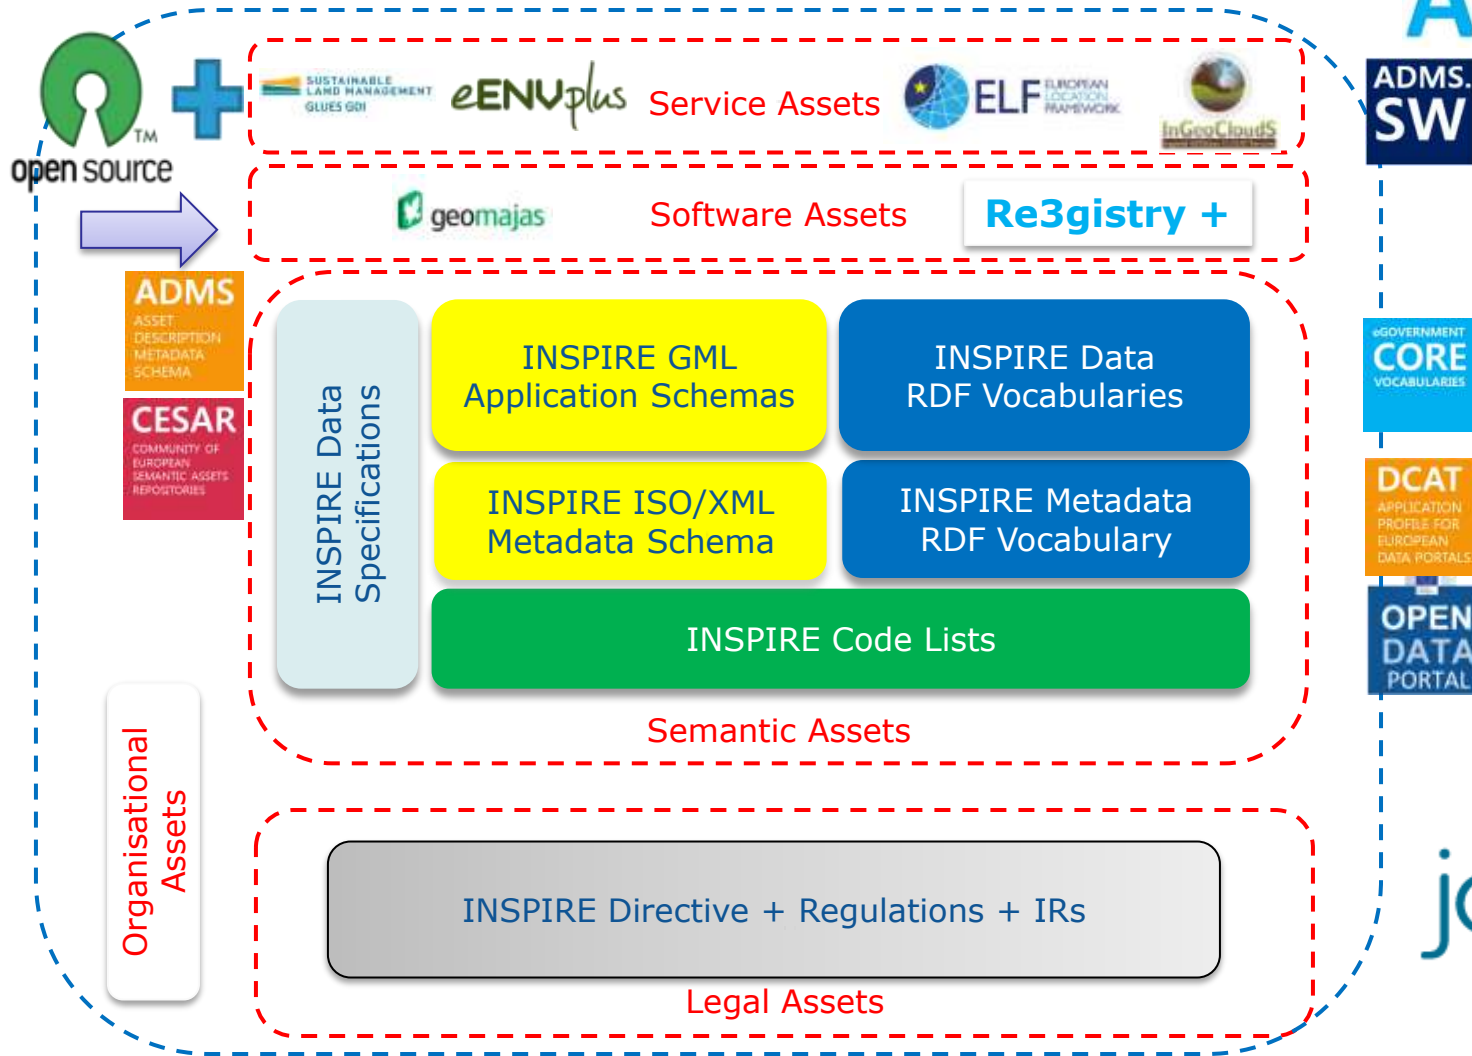 A
open source
TM
SUSTAINABLE
LAND MANAGEMENT
GLUES GDI
eENVplus
Service Assets
ELF
EUROPEAN
LOCATION
FRAMEWORK
InGeoCloudS
ADMS.
SW
geomajas
Software Assets
Re3gistry +
ADMS
ASSET
DESCRIPTION
METADATA
SCHEMA
CESAR
COMMUNITY OF
EUROPEAN
SEMANTIC ASSETS
REPOSITORIES
INSPIRE Data
Specifications
INSPIRE GML
Application Schemas
INSPIRE Data
RDF Vocabularies
INSPIRE ISO/XML
Metadata Schema
INSPIRE Metadata
RDF Vocabulary
INSPIRE Code Lists
Semantic Assets
eGOVERNMENT
CORE
VOCABULARIES
DCAT
APPLICATION
PROFILE FOR
EUROPEAN
DATA PORTALS
OPEN
DATA
PORTAL
Organisational
Assets
INSPIRE Directive + Regulations + IRs
Legal Assets
jo